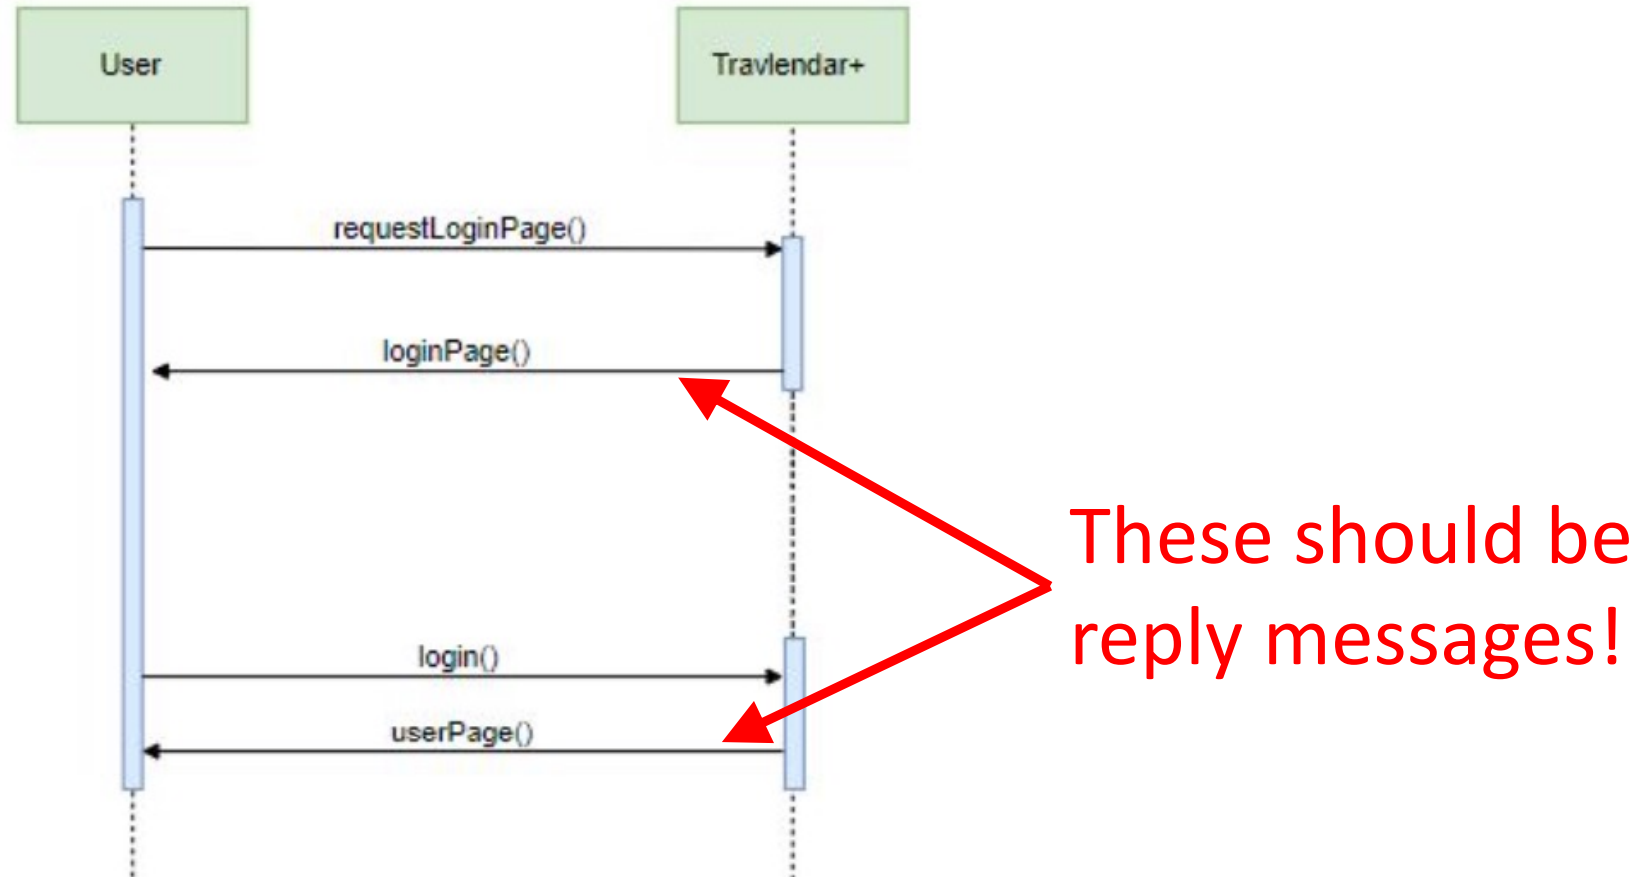 User
Travlendar+
requestLoginPage()
loginPage()
These should be
reply messages!
login()
userPage()